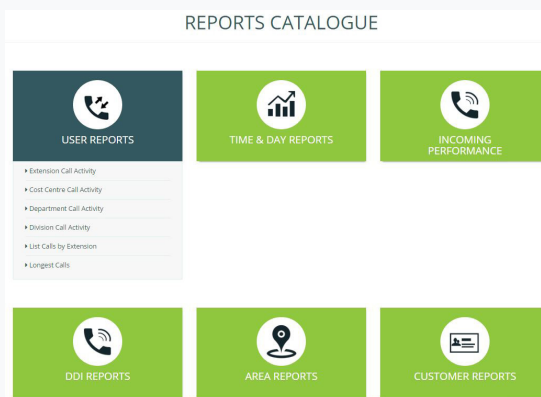 REPORTS CATALOGUE
USER REPORTS
Extension Call Activity
Cost Centre Call Activity
Department Call Activity
Division Call Activity
List Calls by Extension
Longest Calls
TIME & DAY REPORTS
INCOMING
PERFORMANCE
DDI REPORTS
AREA REPORTS
CUSTOMER REPORTS